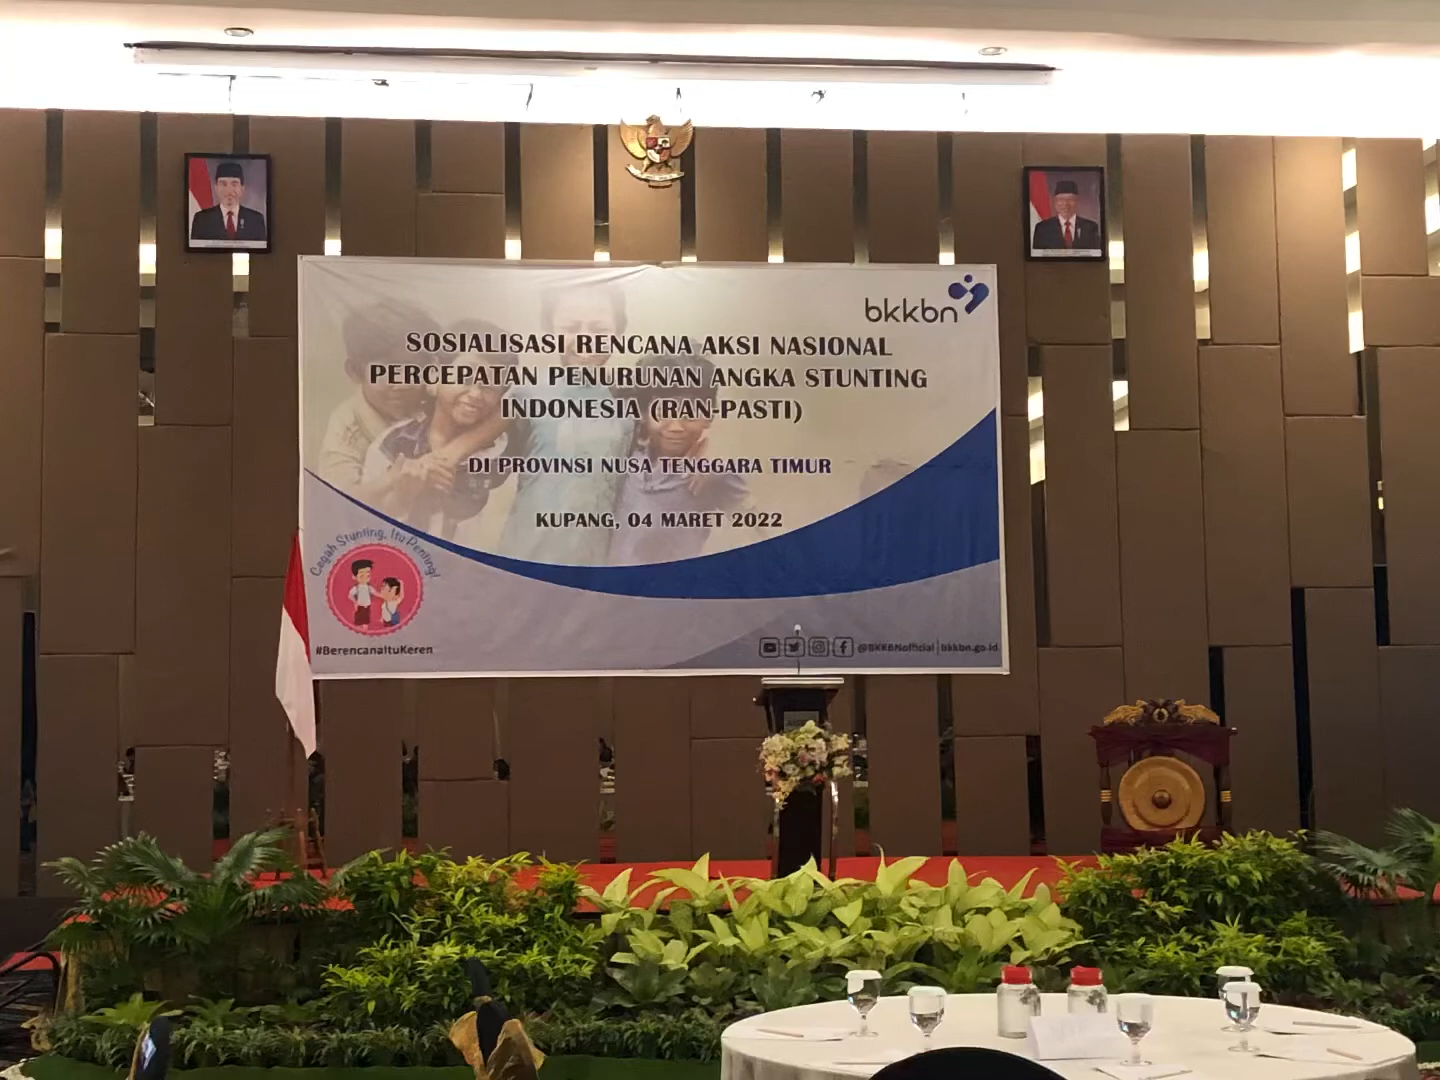 bkkbn
SOSIALISASI RENCANA AKSI NASIONAL
PERCEPATAN PENURUNAN ANGKA STUNTING
INDONESIA (RAN-PASTI)
DI PROVINSI NUSA TENGGARA TIMUR
KUPANG, 04 MARET 2022
Cegah Stunting, Itu Penting!
#BerencanaItuKeren
@BKKBNofficial | bkkbn.go.id